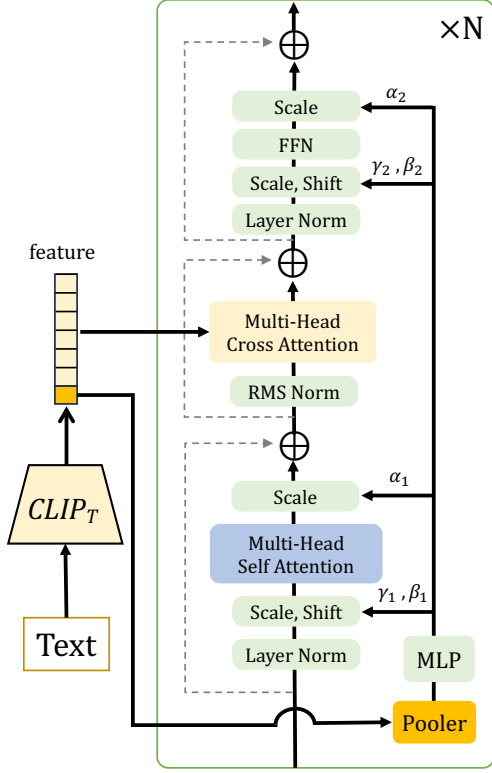 ×N
α₂
Scale
FFN
γ₂ , β₂
Scale, Shift
Layer Norm
feature
Multi-Head
Cross Attention
RMS Norm
α₁
Scale
CLIP_T
Multi-Head
Self Attention
γ₁ , β₁
Scale, Shift
Text
Layer Norm
MLP
Pooler